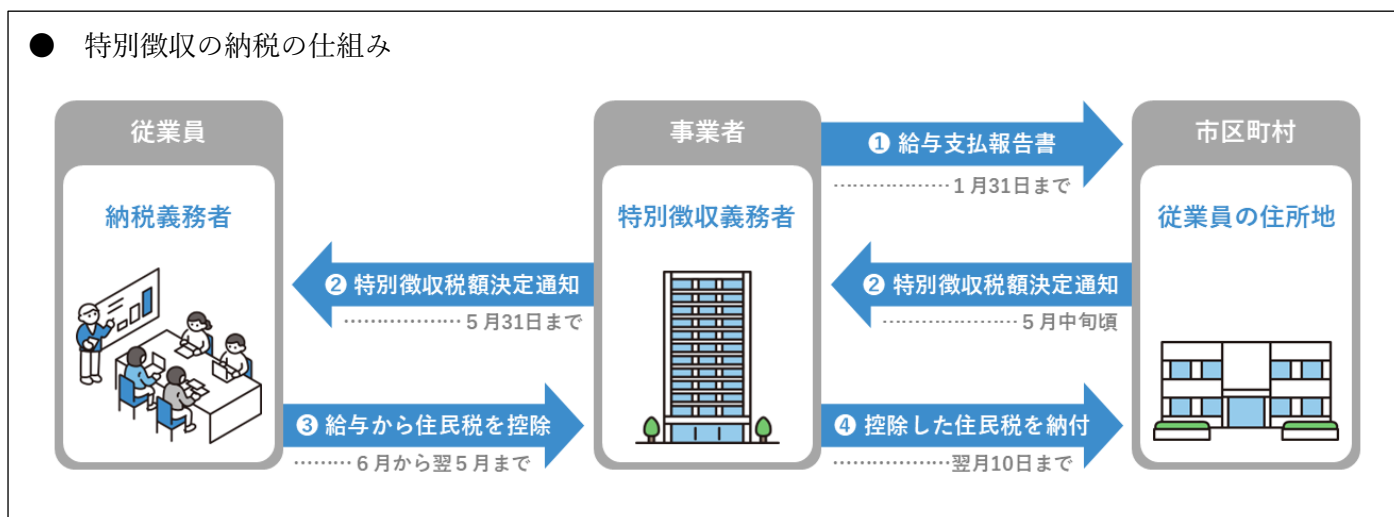 ● 特別徴収の納税の仕組み
従業員
納税義務者
事業者
特別徴収義務者
市区町村
従業員の住所地
❶ 給与支払報告書
………………1月31日まで
❷ 特別徴収税額決定通知
………………5月31日まで
❷ 特別徴収税額決定通知
…………………5月中旬頃
❸ 給与から住民税を控除
………6月から翌5月まで
❹ 控除した住民税を納付
………………翌月10日まで